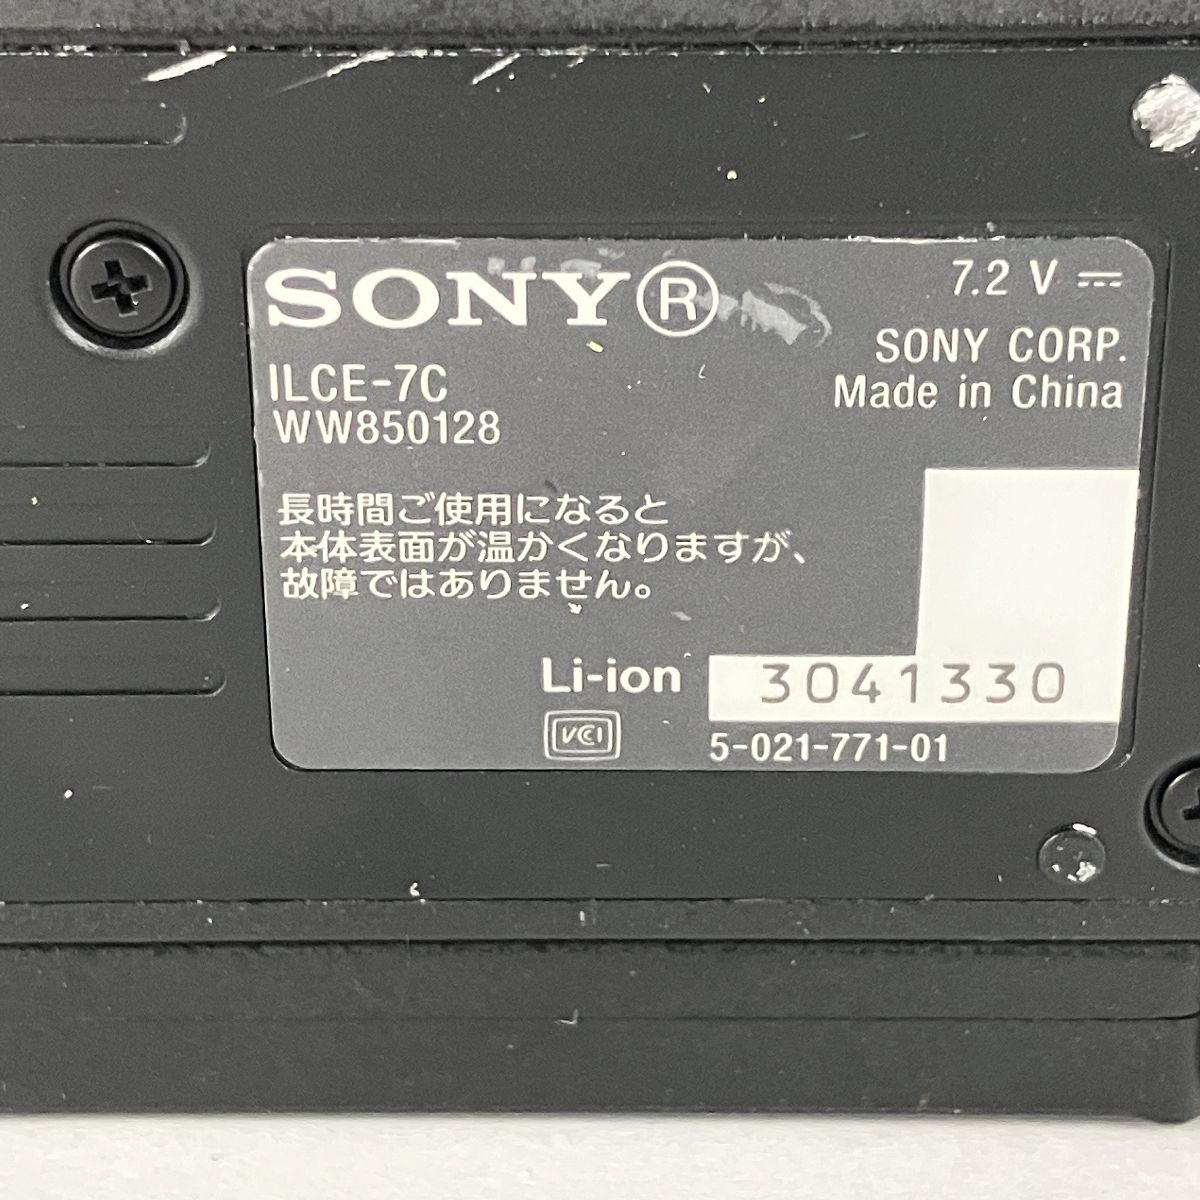 SONY®
7.2 V ⎓
SONY CORP.
Made in China
ILCE-7C
WW850128
長時間ご使用になると
本体表面が温かくなりますが、
故障ではありません。
Li-ion
3041330
VCCI
5-021-771-01